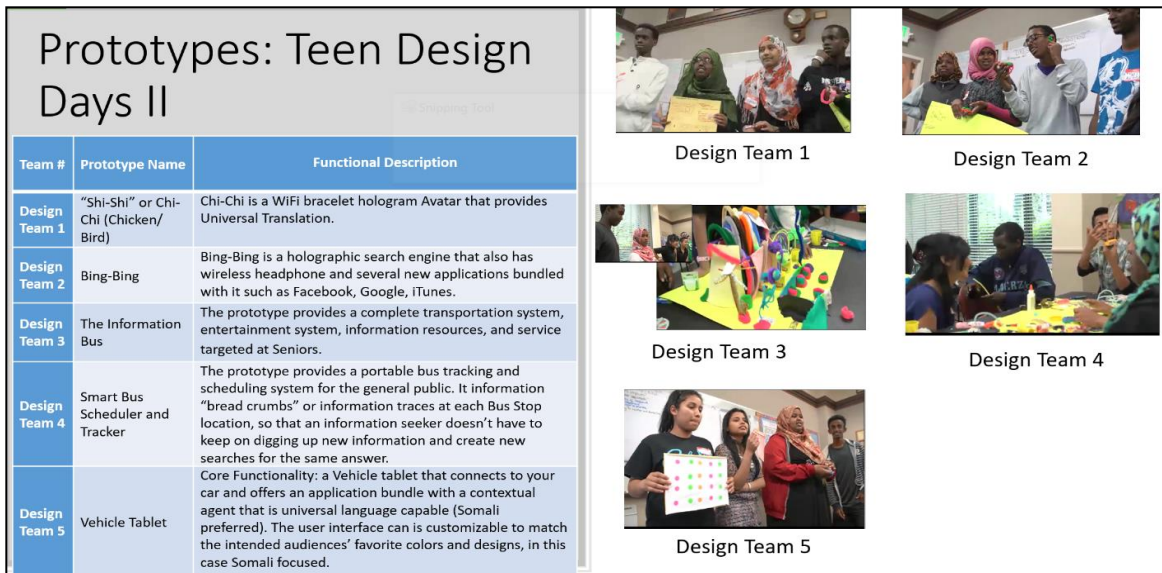 Prototypes: Teen Design
Days II
Snipping Tool
Team #
Prototype Name
Functional Description
Design
Team 1
"Shi-Shi" or Chi-
Chi (Chicken/
Bird)
Chi-Chi is a WiFi bracelet hologram Avatar that provides
Universal Translation.
Design
Team 2
Bing-Bing
Bing-Bing is a holographic search engine that also has
wireless headphone and several new applications bundled
with it such as Facebook, Google, iTunes.
Design
Team 3
The Information
Bus
The prototype provides a complete transportation system,
entertainment system, information resources, and service
targeted at Seniors.
Design
Team 4
Smart Bus
Scheduler and
Tracker
The prototype provides a portable bus tracking and
scheduling system for the general public. It information
"bread crumbs" or information traces at each Bus Stop
location, so that an information seeker doesn't have to
keep on digging up new information and create new
searches for the same answer.
Design
Team 5
Vehicle Tablet
Core Functionality: a Vehicle tablet that connects to your
car and offers an application bundle with a contextual
agent that is universal language capable (Somali
preferred). The user interface can is customizable to match
the intended audiences' favorite colors and designs, in this
case Somali focused.
Design Team 1
Design Team 2
Design Team 3
Design Team 4
Design Team 5